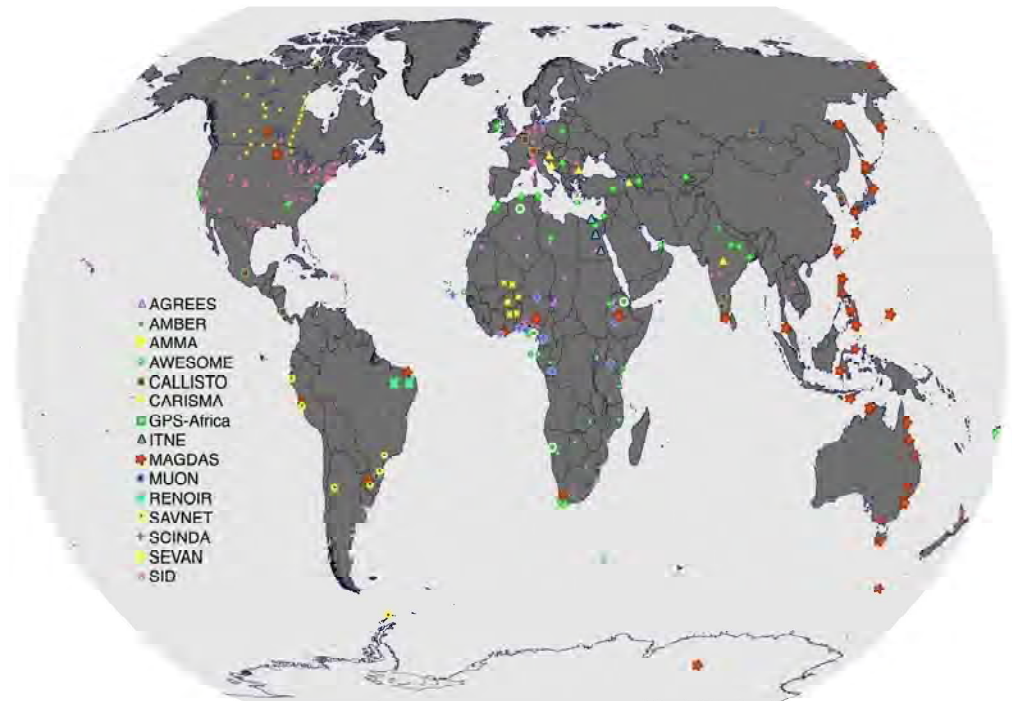 AGREES
AMBER
AMMA
AWESOME
CALLISTO
CARISMA
GPS-Africa
ITNE
MAGDAS
MUON
RENOIR
SAVNET
SCINDA
SEVAN
SID